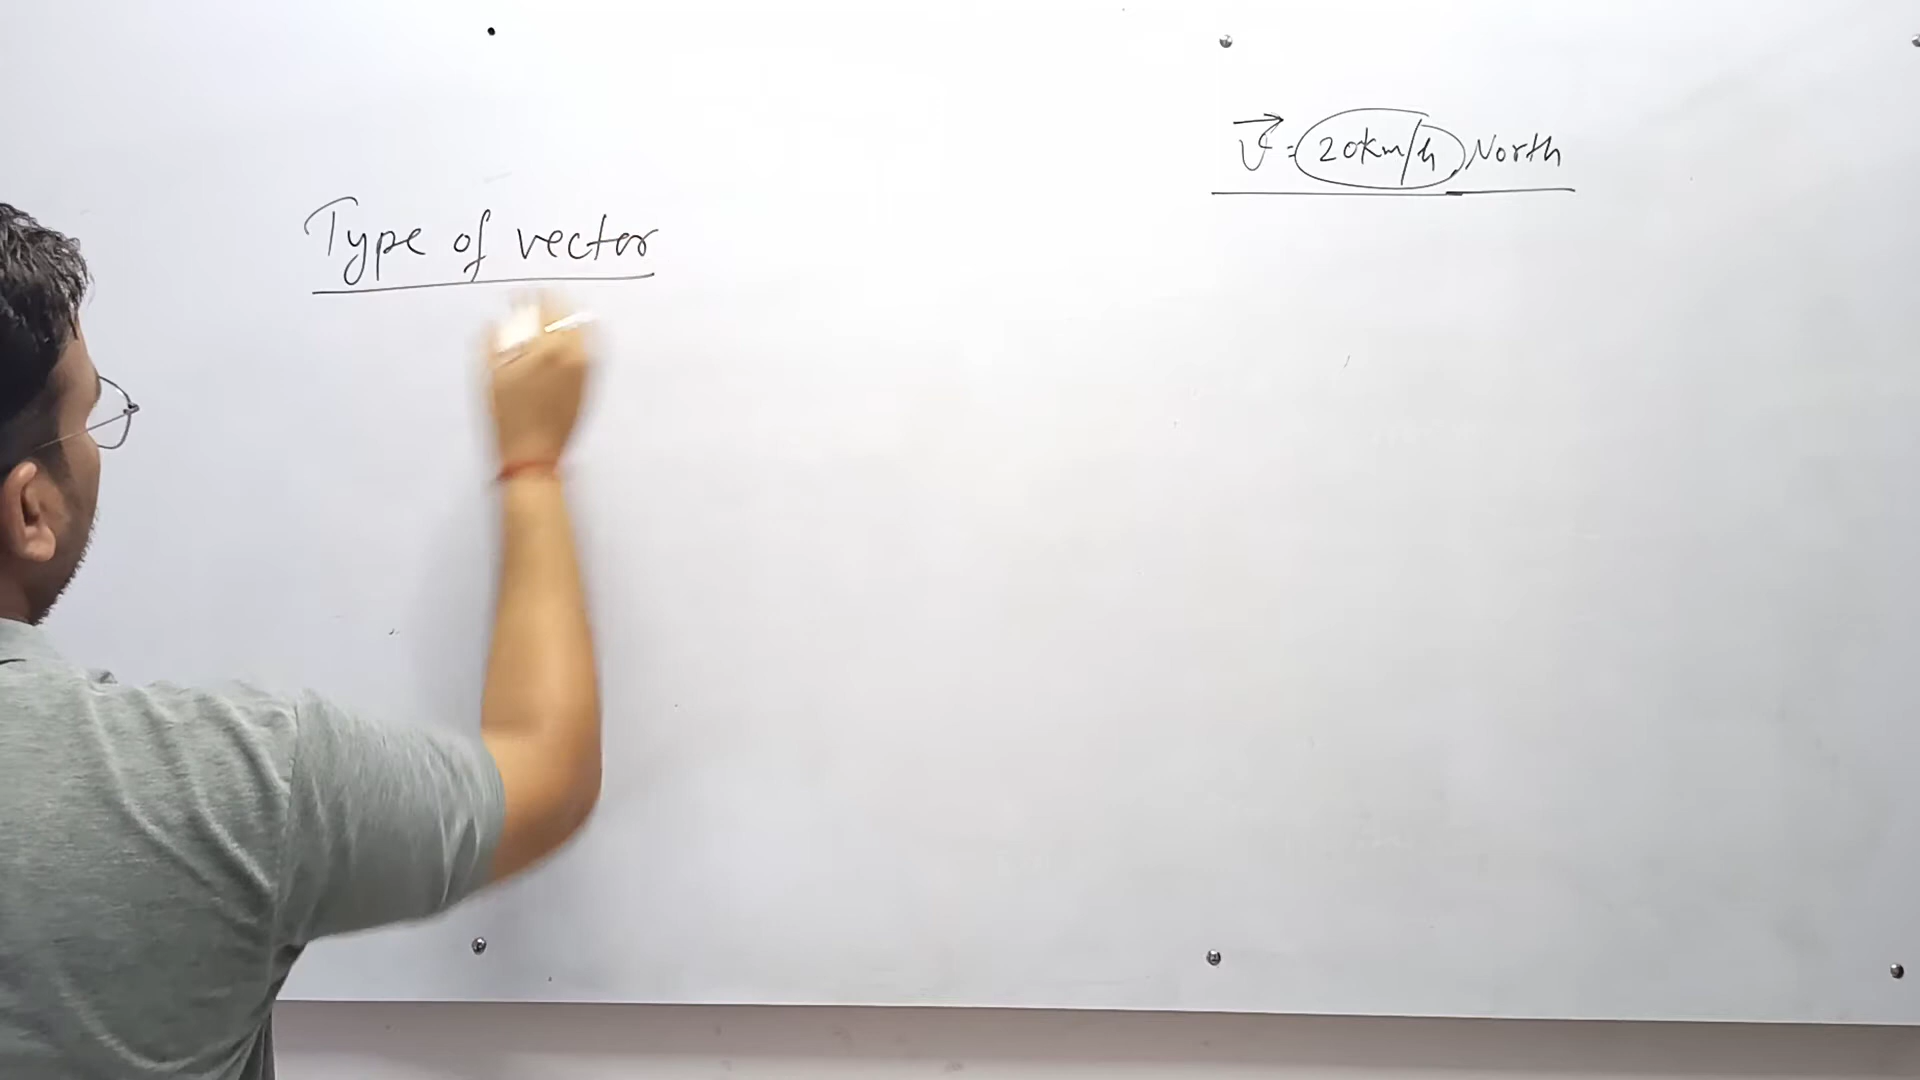 V⃗ = 20km/h North
Type of vector